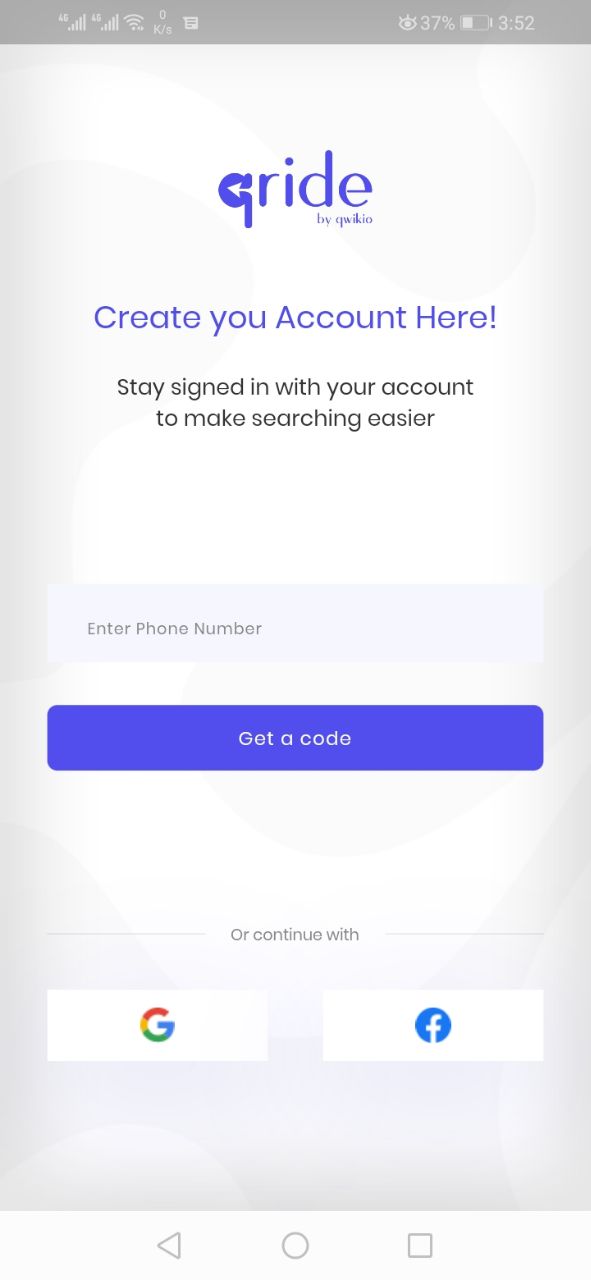 4G 4G 0 K/s 37% 3:52
qride
by qwikio
Create you Account Here!
Stay signed in with your account
to make searching easier
Enter Phone Number
Get a code
Or continue with